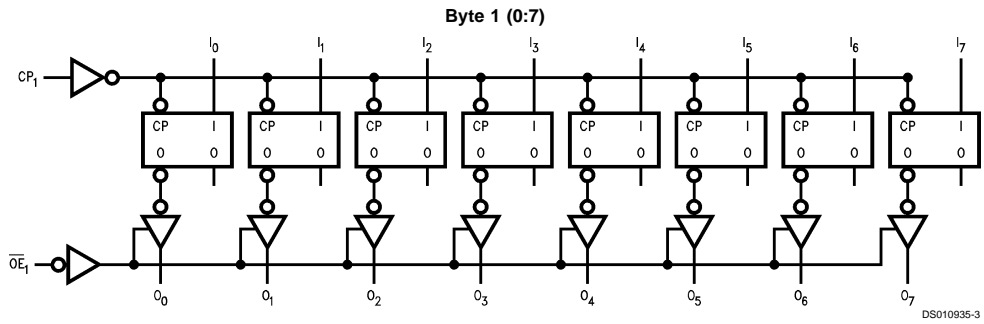 Byte 1 (0:7)
I0 I1 I2 I3 I4 I5 I6 I7
CP1
CP I CP I CP I CP I CP I CP I CP I CP I
O O O O O O O O O O O O O O O O
OE1
O0 O1 O2 O3 O4 O5 O6 O7
DS010935-3